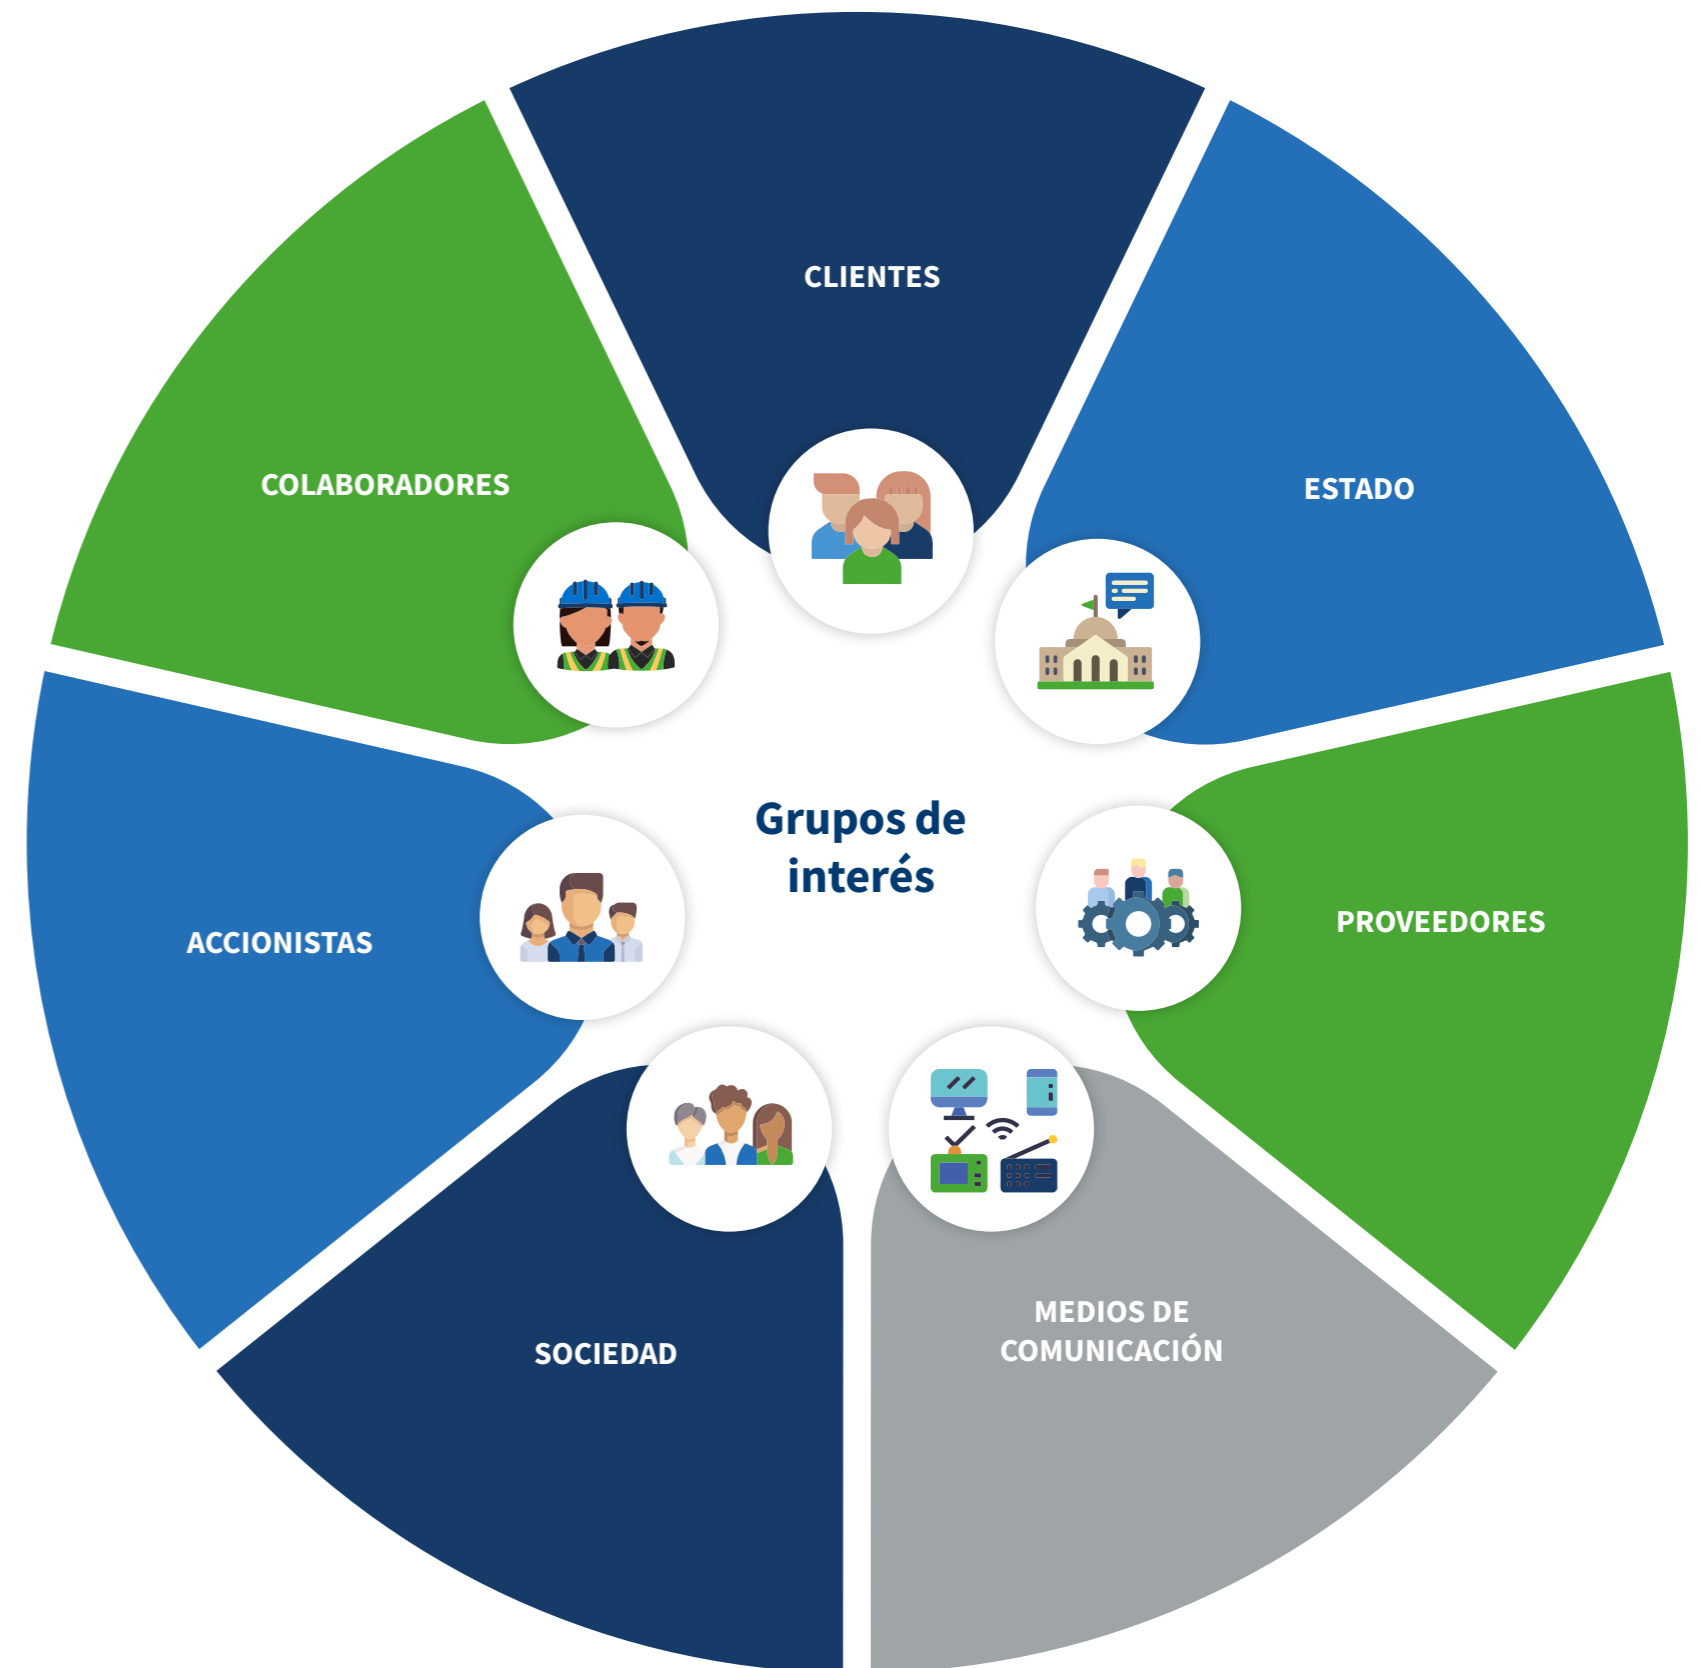 CLIENTES
COLABORADORES
ESTADO
Grupos de
interés
ACCIONISTAS
PROVEEDORES
SOCIEDAD
MEDIOS DE
COMUNICACIÓN